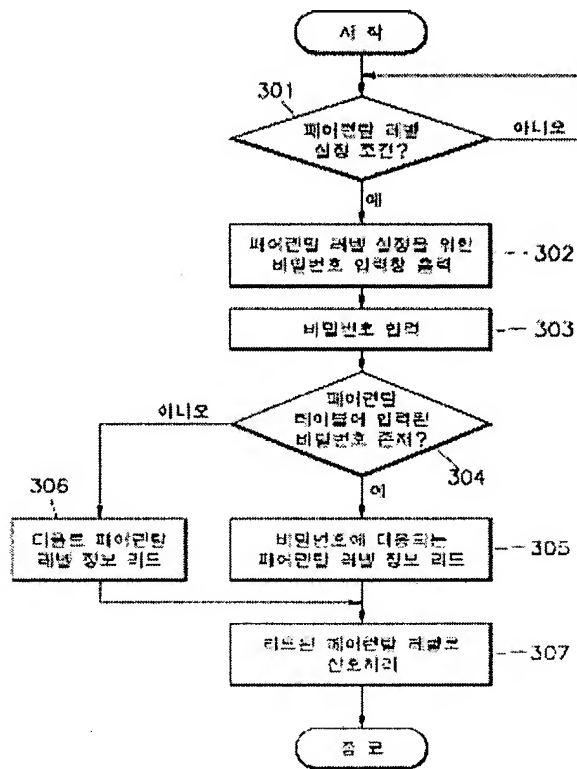 시 작
301
페어런탈 레벨
설정 조건?
아니오
예
페어런탈 레벨 설정을 위한
비밀번호 입력창 출력
302
비밀번호 입력
303
페어런탈
테이블에 입력된
비밀번호 존재?
아니오
304
예
306
디폴트 페어런탈
레벨 정보 리드
비밀번호에 대응되는
페어런탈 레벨 정보 리드
305
리드된 페어런탈 레벨로
신호처리
307
종 료